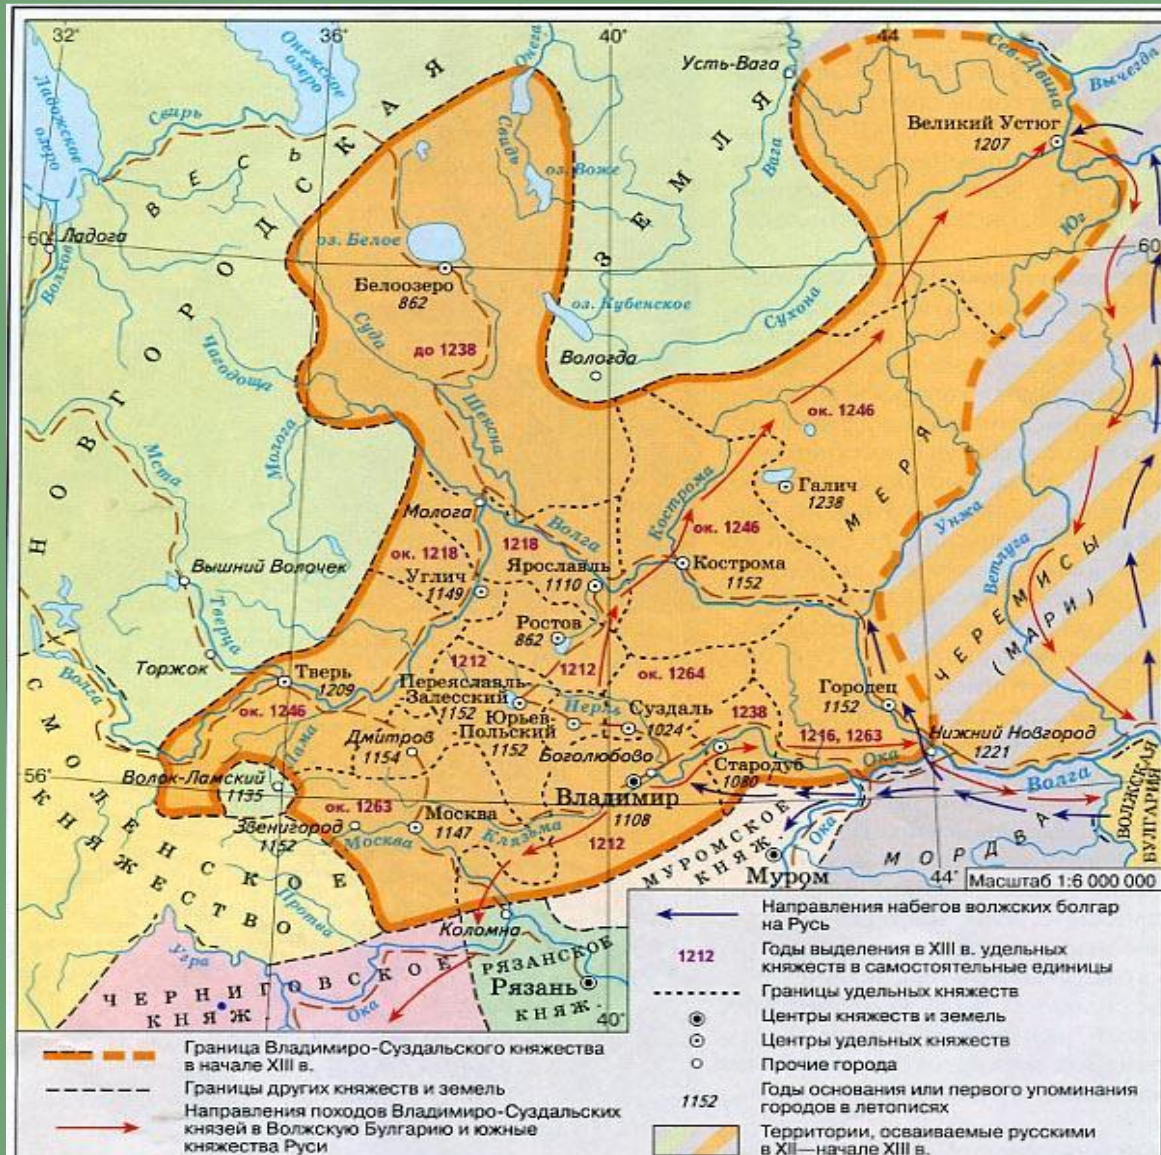 32°
36°
40°
44
Онежское
озеро
Онега
Сев. Двина
Вычегда
Усть-Вага
Ладожское
озеро
Свирь
Великий Устюг
1207
Свидь
оз. Воже
Вага
ВЕСЬ
НОВГОРОДСКАЯ
ЗЕМЛЯ
60°
Ладога
Волхов
оз. Белое
Юг
60
Белоозеро
862
оз. Кубенское
Сухона
Суда
до 1238
Чагодоща
Вологда
Шексна
ок. 1246
Молога
Мста
Кострома
Галич
1238
МЕРЯ
Молога
Волга
ок. 1246
Унжа
ок. 1218
1218
Ярославль
1110
Кострома
1152
Ветлуга
Вышний Волочек
Углич
1149
ЧЕРЕМИСЫ
(МАРИ)
Тверца
Ростов
862
Торжок
Тверь
1209
1212
1212
ок. 1264
Волга
Переяславль-
Залесский
1152
Городец
1152
ок. 1246
Лама
Юрьев-
Польский
1152
Нерль
Суздаль
1024
1238
Дмитров
1154
1216, 1263
Нижний Новгород
1221
Боголюбово
56°
Волок-Ламский
1135
Стародуб
1080
Ока
Волга
Владимир
1108
ок. 1263
Москва
1147
Звенигород
1152
Москва
Клязьма
1212
ВОЛЖСКАЯ
БУЛГАРИЯ
СМОЛЕНСКОЕ
КНЯЖЕСТВО
МУРОМСКОЕ
КНЯЖ.
Ока
МОРДВА
Муром
44°
Масштаб 1:6 000 000
Протва
Коломна
Угра
ЧЕРНИГОВСКОЕ
КНЯЖ.
Ока
РЯЗАНСКОЕ
Рязань
КНЯЖ.
40°
Направления набегов волжских болгар
на Русь
1212
Годы выделения в XIII в. удельных
княжеств в самостоятельные единицы
Границы удельных княжеств
Центры княжеств и земель
Центры удельных княжеств
Прочие города
1152
Годы основания или первого упоминания
городов в летописях
Территории, осваиваемые русскими
в XII—начале XIII в.
Граница Владимиро-Суздальского княжества
в начале XIII в.
Границы других княжеств и земель
Направления походов Владимиро-Суздальских
князей в Волжскую Булгарию и южные
княжества Руси